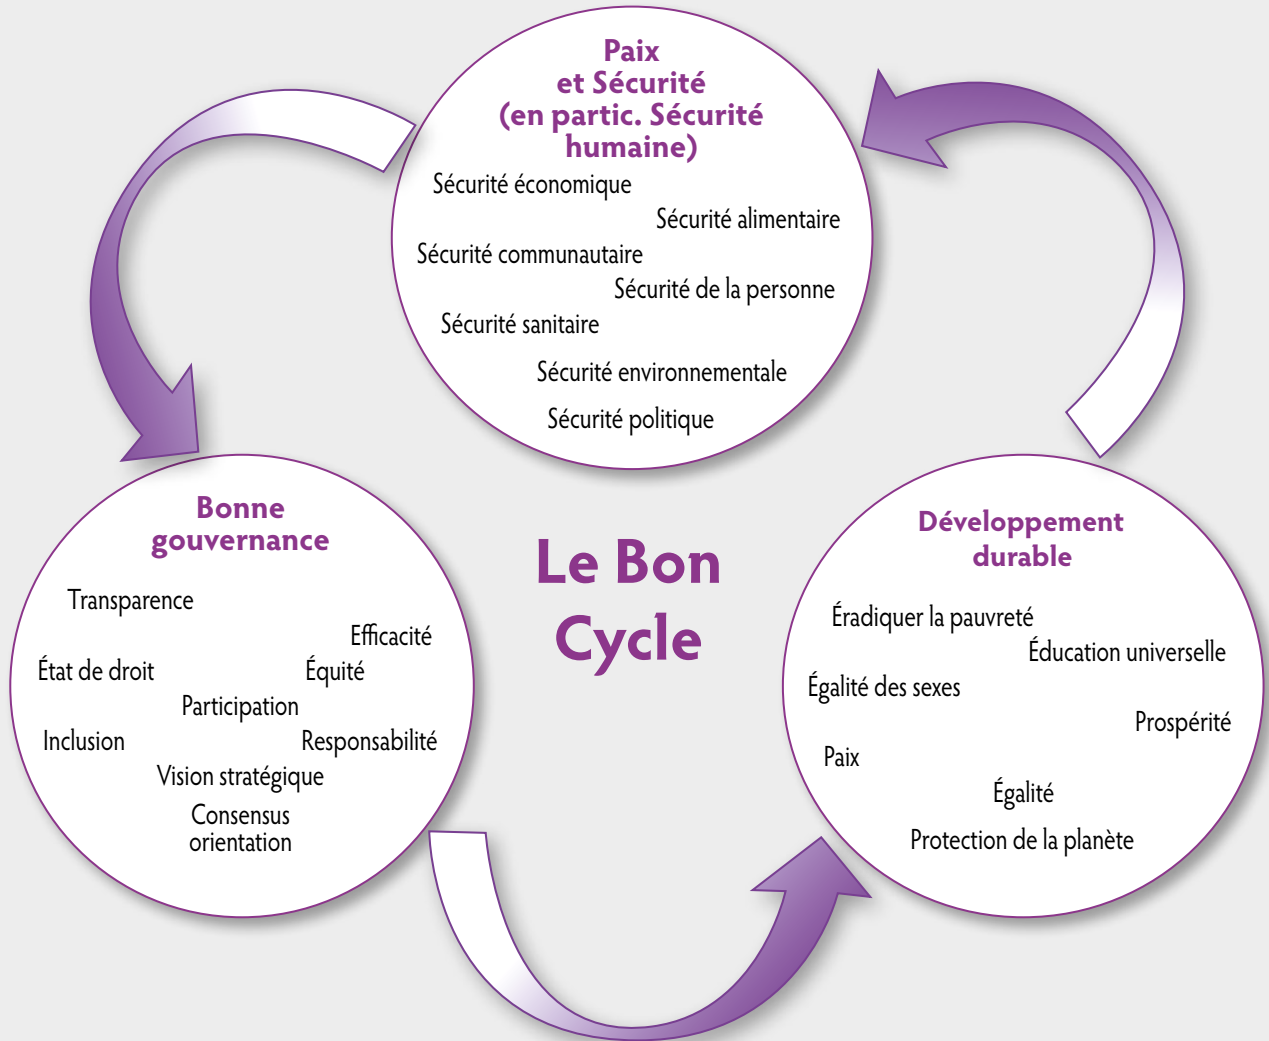 Paix
et Sécurité
(en partic. Sécurité
humaine)
Sécurité économique
Sécurité alimentaire
Sécurité communautaire
Sécurité de la personne
Sécurité sanitaire
Sécurité environnementale
Sécurité politique
Bonne
gouvernance
Transparence
Efficacité
État de droit
Équité
Participation
Inclusion
Responsabilité
Vision stratégique
Consensus
orientation
Le Bon
Cycle
Développement
durable
Éradiquer la pauvreté
Éducation universelle
Égalité des sexes
Prospérité
Paix
Égalité
Protection de la planète